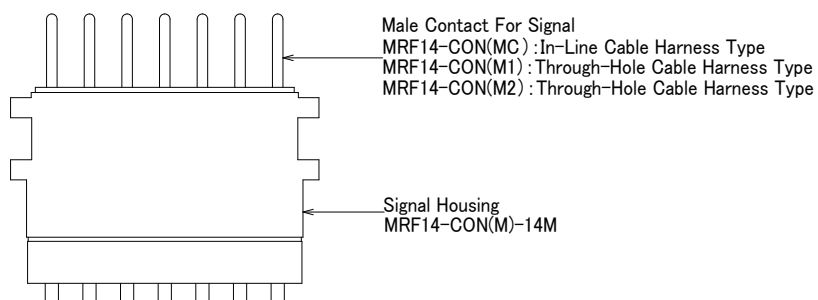 Male Contact For Signal
MRF14-CON(MC) : In-Line Cable Harness Type
MRF14-CON(M1) : Through-Hole Cable Harness Type
MRF14-CON(M2) : Through-Hole Cable Harness Type
Signal Housing
MRF14-CON(M)-14M